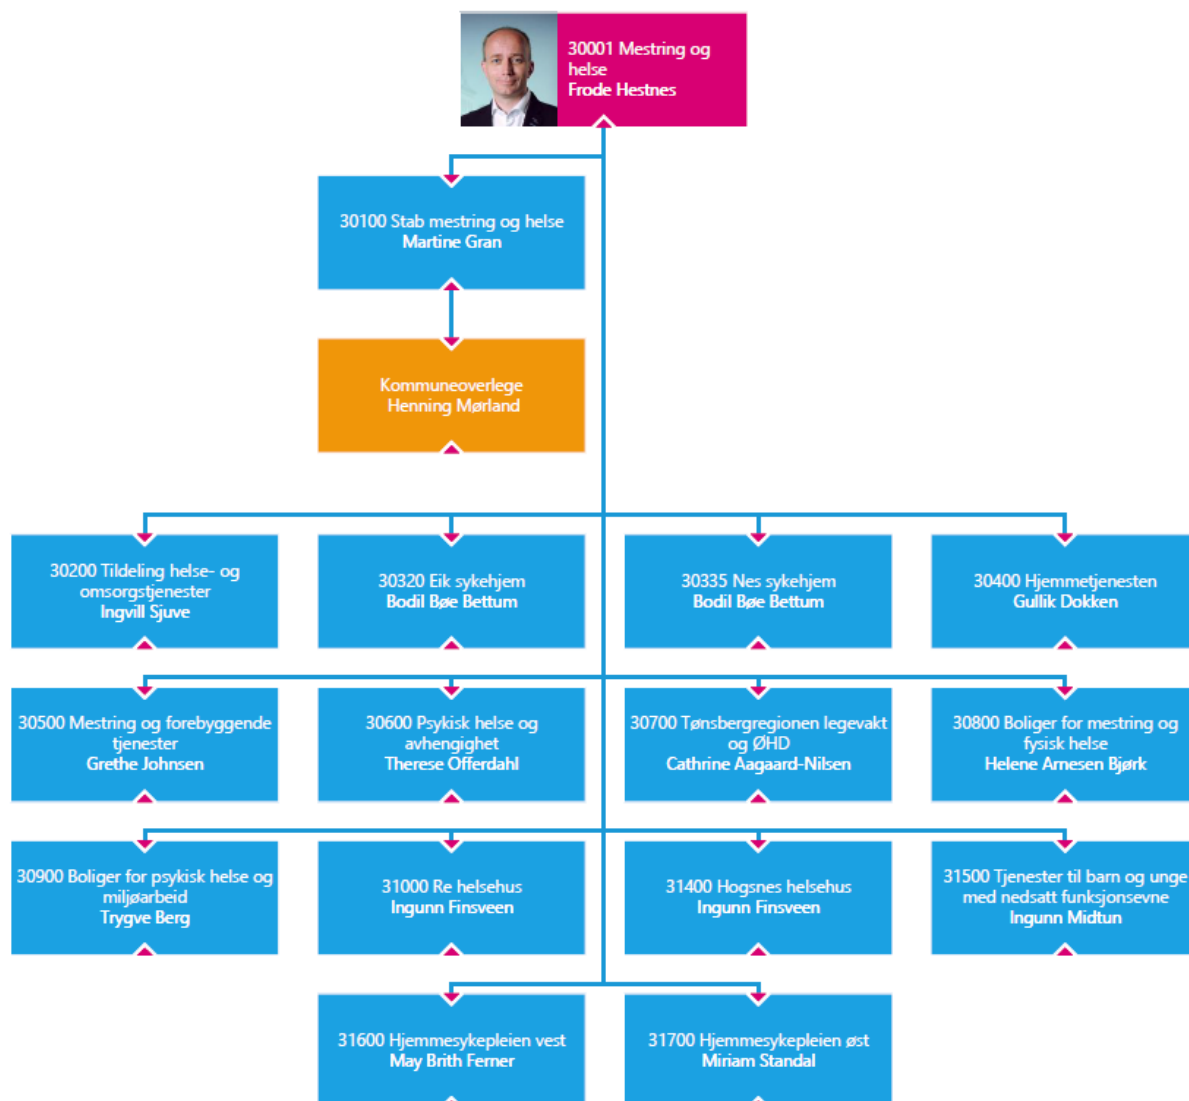 30001 Mestring og
helse
Frode Hestnes
30100 Stab mestring og helse
Martine Gran
Kommuneoverlege
Henning Mørland
30200 Tildeling helse- og
omsorgstjenester
Ingvill Sjuve
30320 Eik sykehjem
Bodil Bøe Bettum
30335 Nes sykehjem
Bodil Bøe Bettum
30400 Hjemmetjenesten
Gullik Dokken
30500 Mestring og forebyggende
tjenester
Grethe Johnsen
30600 Psykisk helse og
avhengighet
Therese Offerdahl
30700 Tønsbergregionen legevakt
og ØHD
Cathrine Aagaard-Nilsen
30800 Boliger for mestring og
fysisk helse
Helene Arnesen Bjørk
30900 Boliger for psykisk helse og
miljøarbeid
Trygve Berg
31000 Re helsehus
Ingunn Finsveen
31400 Hogsnes helsehus
Ingunn Finsveen
31500 Tjenester til barn og unge
med nedsatt funksjonsevne
Ingunn Midtun
31600 Hjemmesykepleien vest
May Brith Ferner
31700 Hjemmesykepleien øst
Miriam Standal